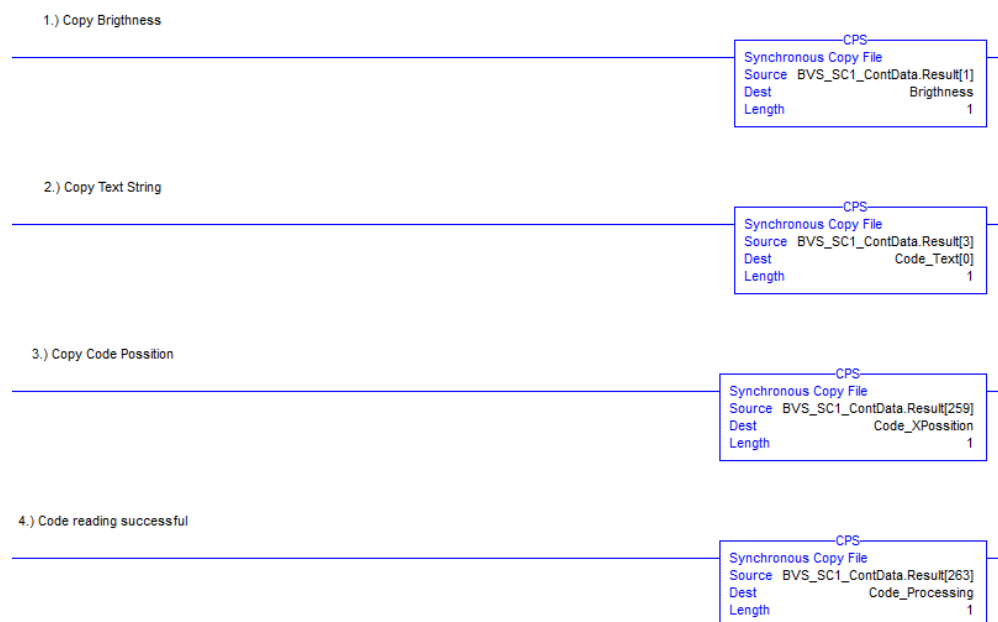 1.) Copy Brigthness
CPS
Synchronous Copy File
Source BVS_SC1_ContData.Result[1]
Dest Brigthness
Length 1
2.) Copy Text String
CPS
Synchronous Copy File
Source BVS_SC1_ContData.Result[3]
Dest Code_Text[0]
Length 1
3.) Copy Code Possition
CPS
Synchronous Copy File
Source BVS_SC1_ContData.Result[259]
Dest Code_XPossition
Length 1
4.) Code reading successful
CPS
Synchronous Copy File
Source BVS_SC1_ContData.Result[263]
Dest Code_Processing
Length 1